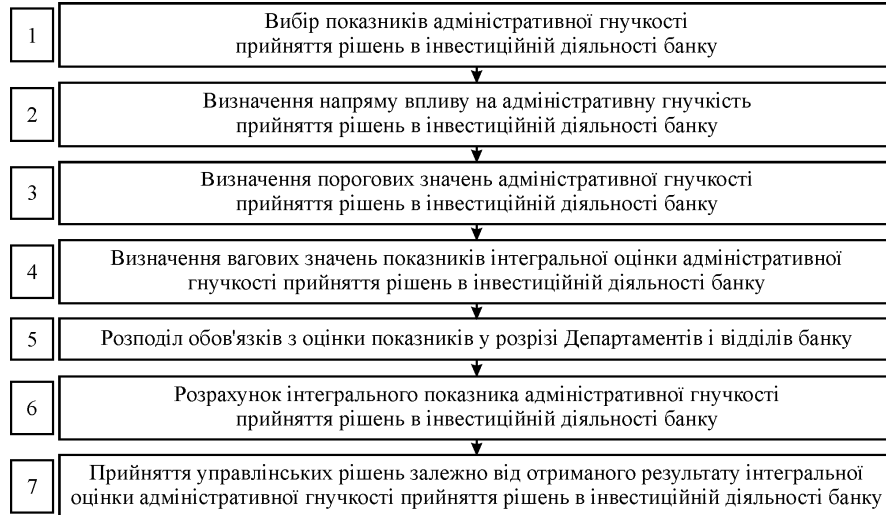 1
Вибір показників адміністративної гнучкості
прийняття рішень в інвестиційній діяльності банку
2
Визначення напряму впливу на адміністративну гнучкість
прийняття рішень в інвестиційній діяльності банку
3
Визначення порогових значень адміністративної гнучкості
прийняття рішень в інвестиційній діяльності банку
4
Визначення вагових значень показників інтегральної оцінки адміністративної
гнучкості прийняття рішень в інвестиційній діяльності банку
5
Розподіл обов'язків з оцінки показників у розрізі Департаментів і відділів банку
6
Розрахунок інтегрального показника адміністративної гнучкості
прийняття рішень в інвестиційній діяльності банку
7
Прийняття управлінських рішень залежно від отриманого результату інтегральної
оцінки адміністративної гнучкості прийняття рішень в інвестиційній діяльності банку